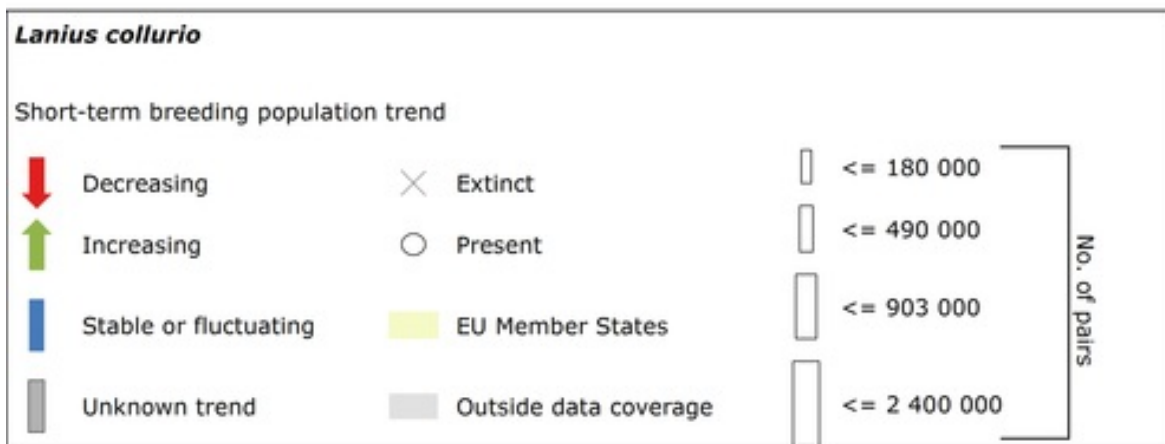 Lanius collurio
Short-term breeding population trend
Decreasing
Increasing
Stable or fluctuating
Unknown trend
Extinct
Present
EU Member States
Outside data coverage
<= 180 000
<= 490 000
<= 903 000
<= 2 400 000
No. of pairs